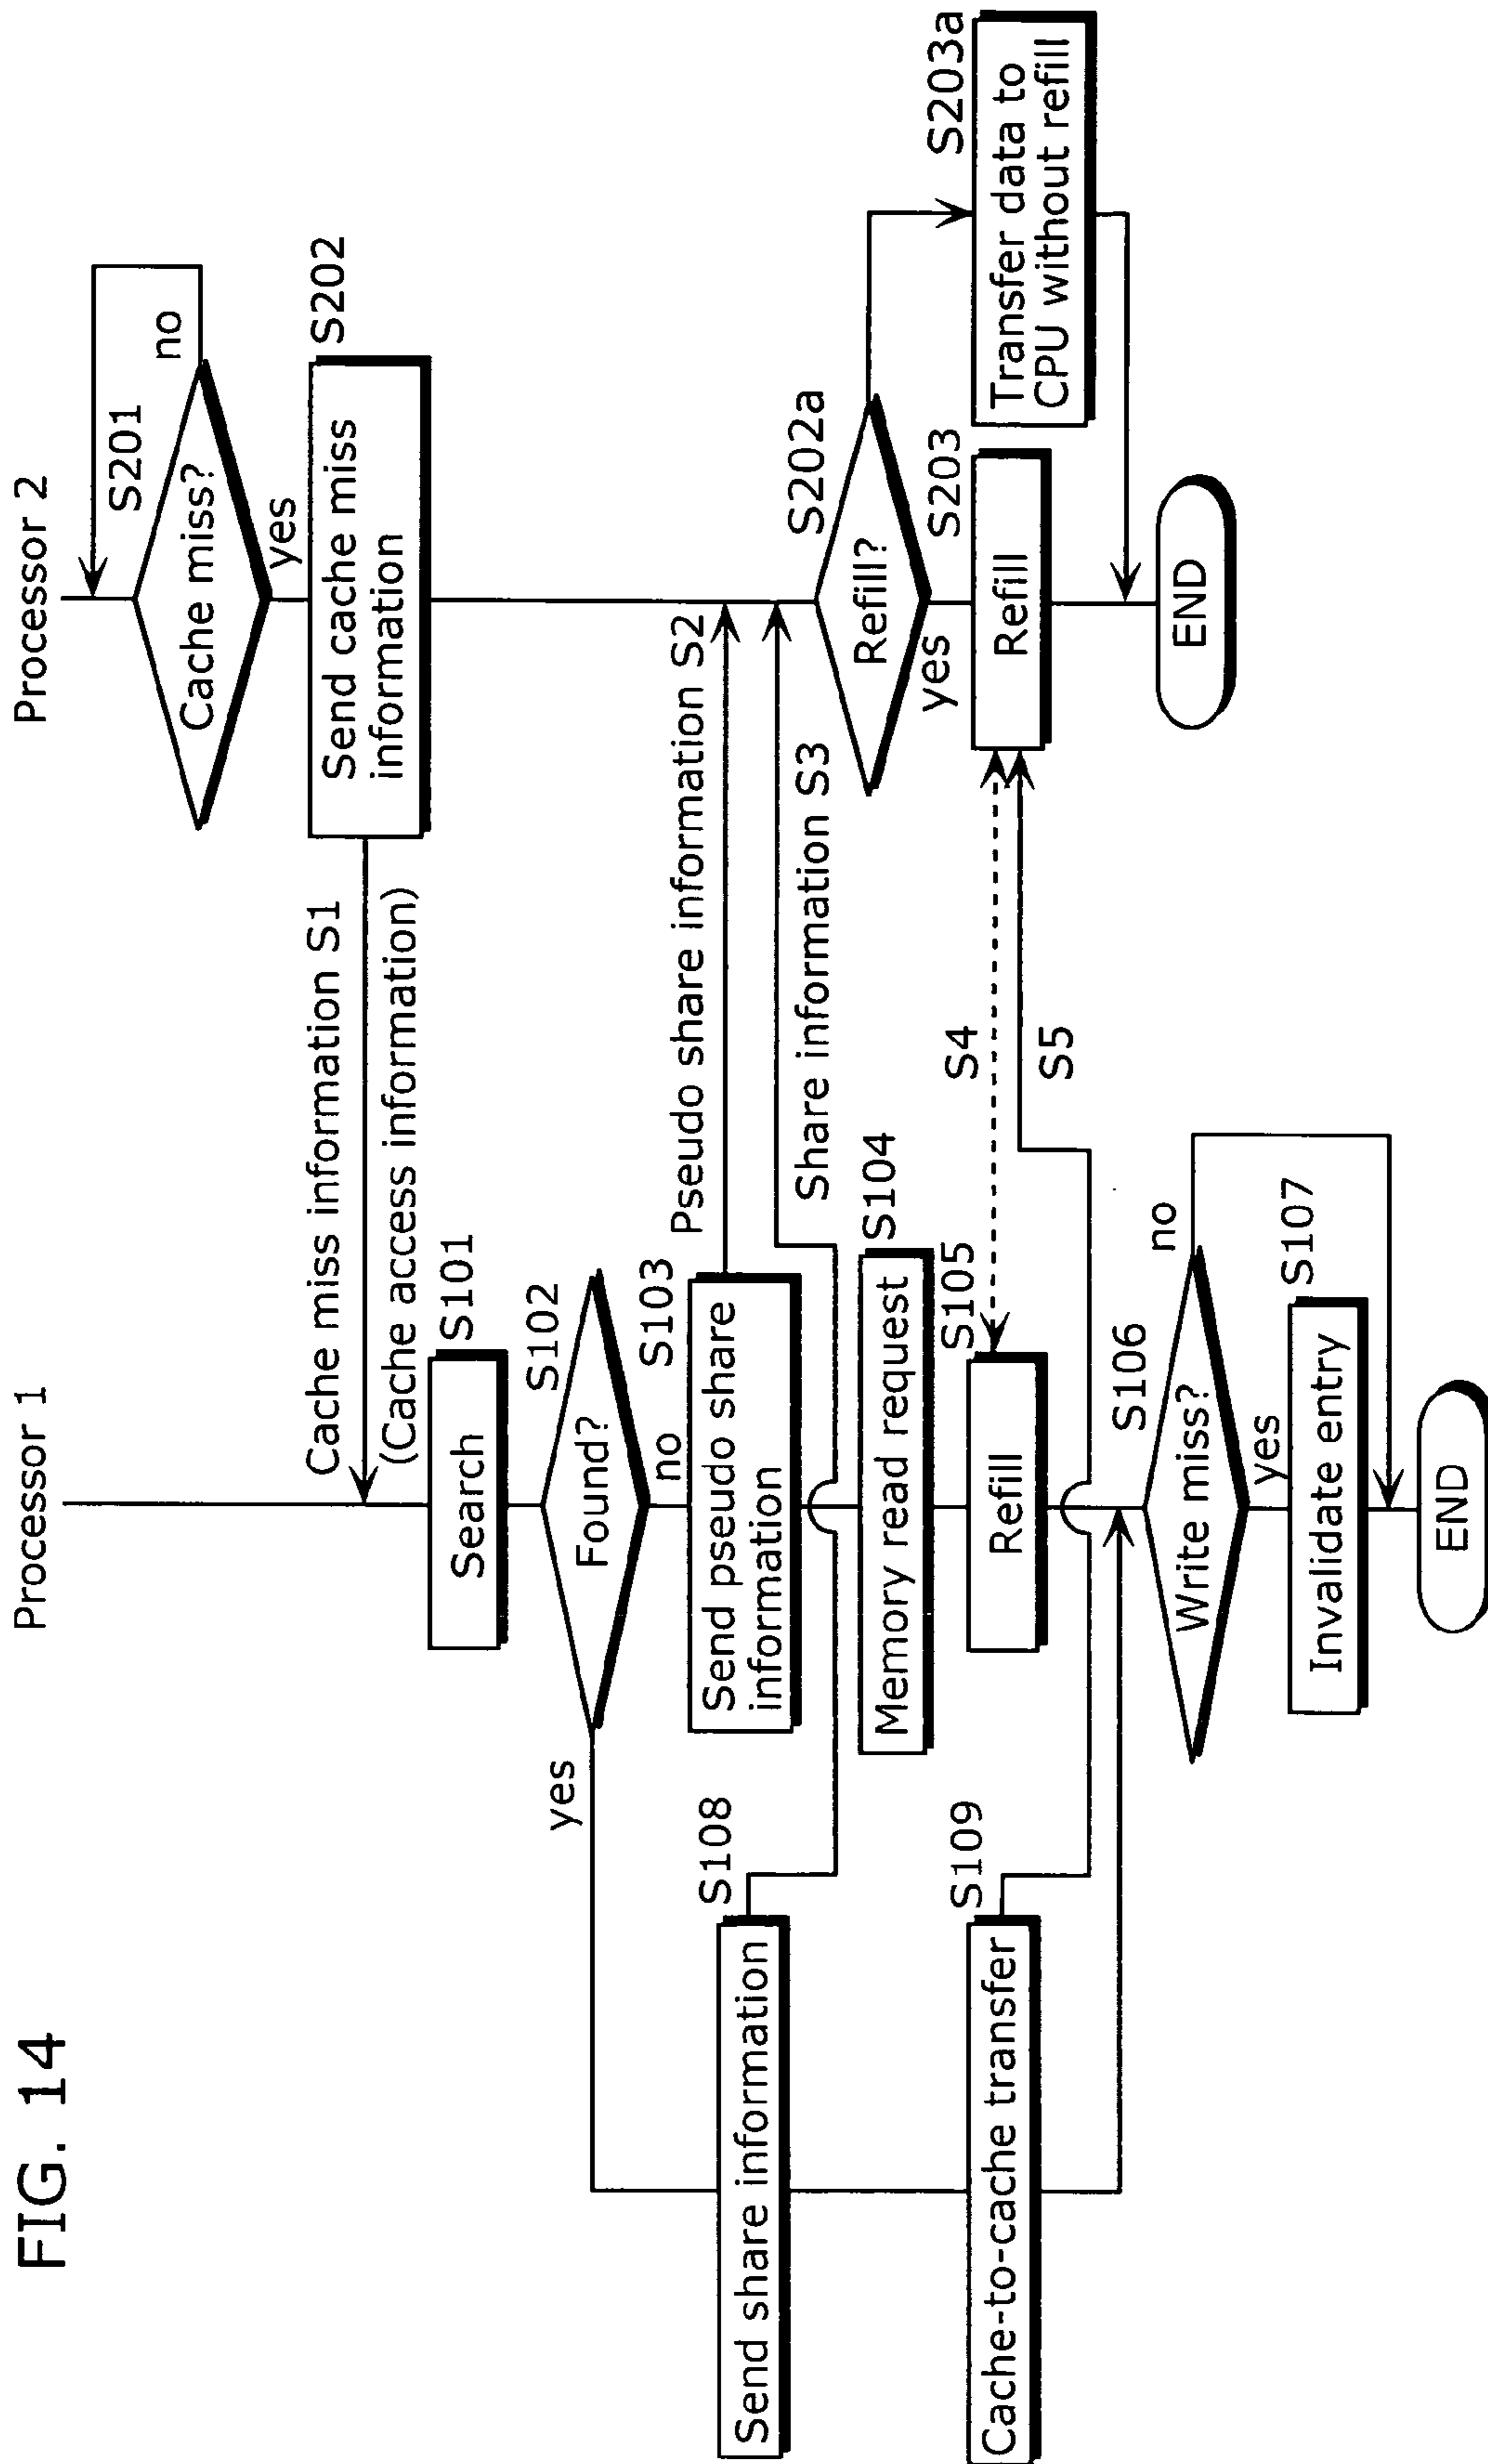 FIG. 14
Processor 1
Processor 2
Cache miss?
S201
no
yes
Send cache miss
information
S202
Cache miss information S1
(Cache access information)
Search
S101
Found?
S102
yes
no
Send pseudo share
information
S103
Pseudo share information S2
Send share information
S108
Share information S3
Memory read request
S104
Refill?
S202a
yes
Refill
S105
S4
S5
Refill
S203
Transfer data to
CPU without refill
S203a
Cache-to-cache transfer
S109
Write miss?
S106
no
yes
Invalidate entry
S107
END
END